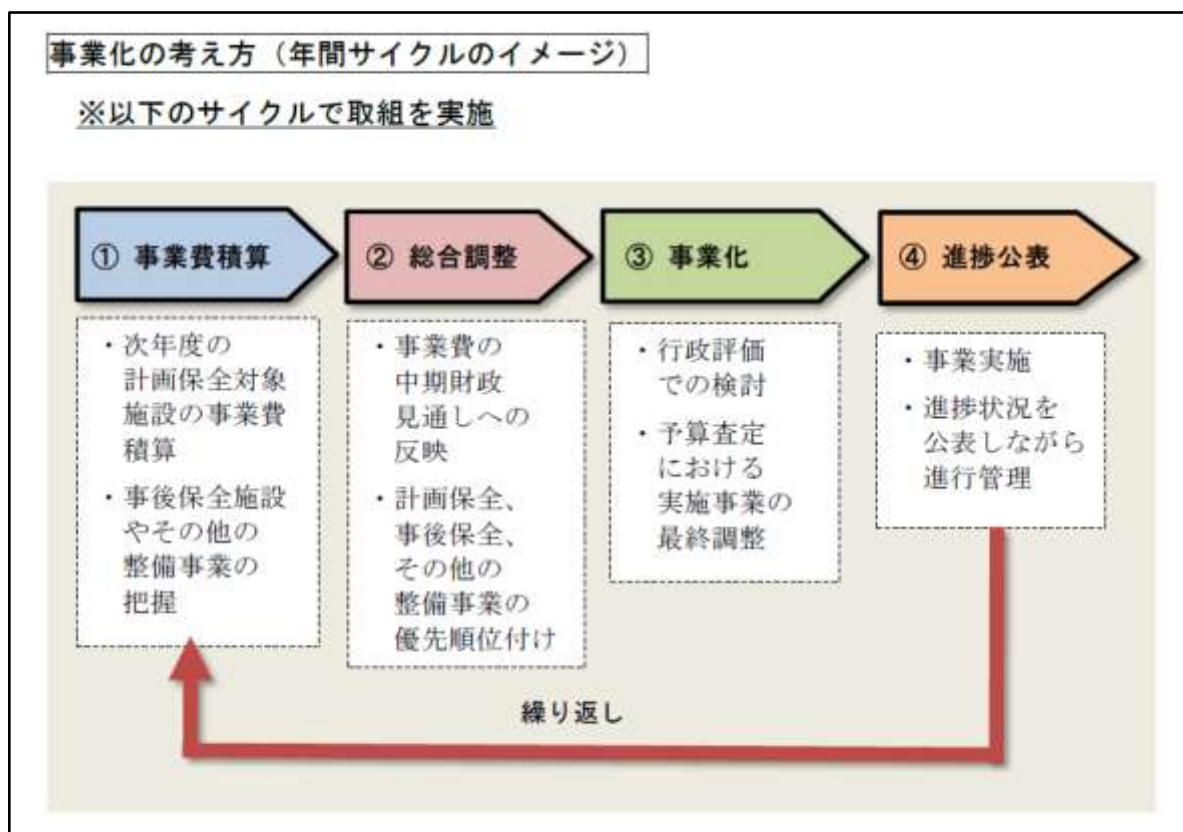 事業化の考え方（年間サイクルのイメージ）
※以下のサイクルで取組を実施
① 事業費積算
・次年度の
計画保全対象
施設の事業費
積算
・事後保全施設
やその他の
整備事業の
把握
② 総合調整
・事業費の
中期財政
見通しへの
反映
・計画保全、
事後保全、
その他の
整備事業の
優先順位付け
③ 事業化
・行政評価
での検討
・予算査定
における
実施事業の
最終調整
④ 進捗公表
・事業実施
・進捗状況を
公表しながら
進行管理
繰り返し